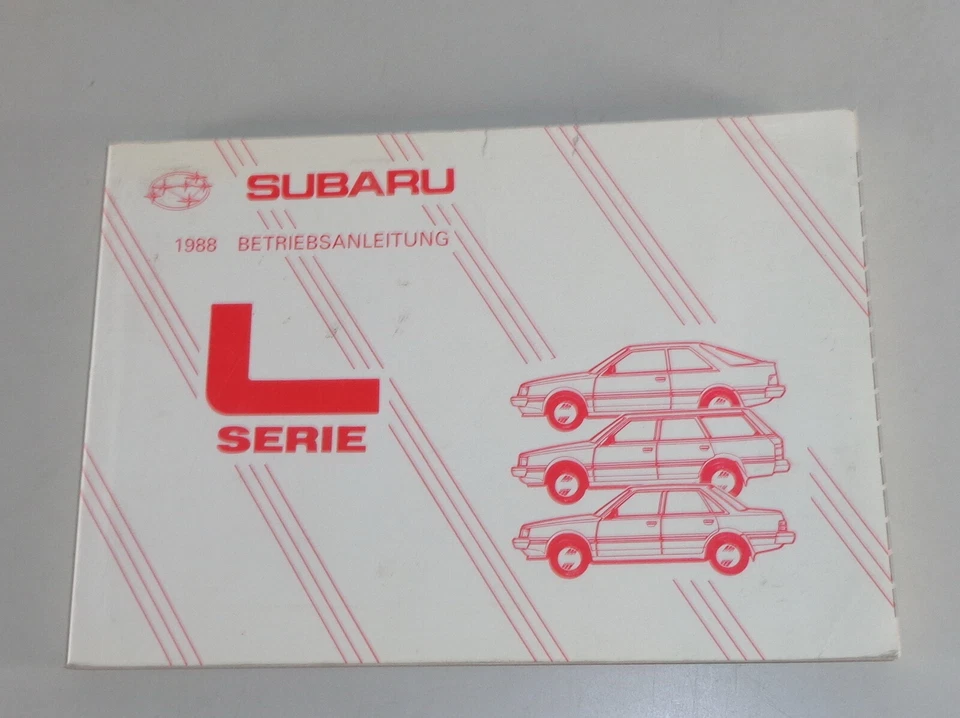 SUBARU
1988 BETRIEBSANLEITUNG
L
SERIE